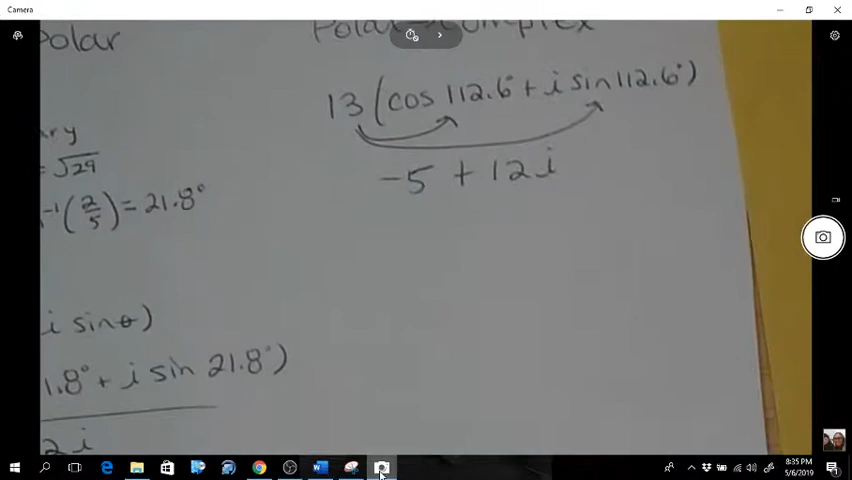 Camera
Polar
Polar → Complex
ary
= √29
⁻¹(2/5) = 21.8°
i sinθ)
1.8° + i sin 21.8°)
2i
13(cos 112.6° + i sin 112.6°)
-5 + 12i
8:35 PM
5/6/2019